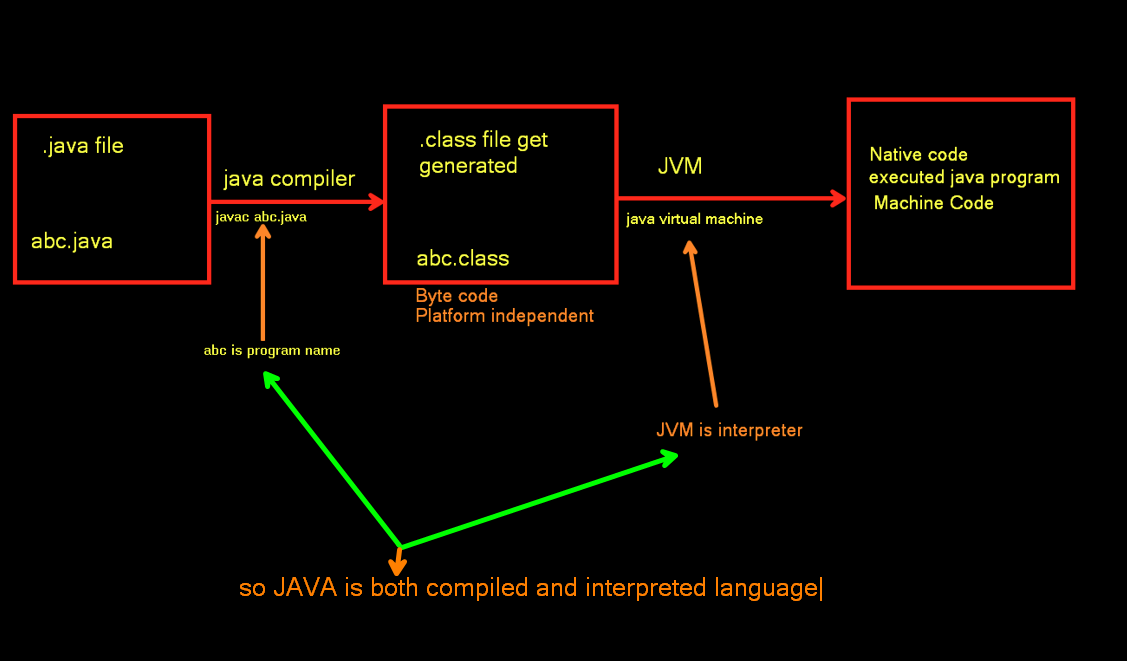 .java file
abc.java
java compiler
javac abc.java
abc is program name
.class file get
generated
abc.class
Byte code
Platform independent
JVM
java virtual machine
JVM is interpreter
Native code
executed java program
Machine Code
so JAVA is both compiled and interpreted language